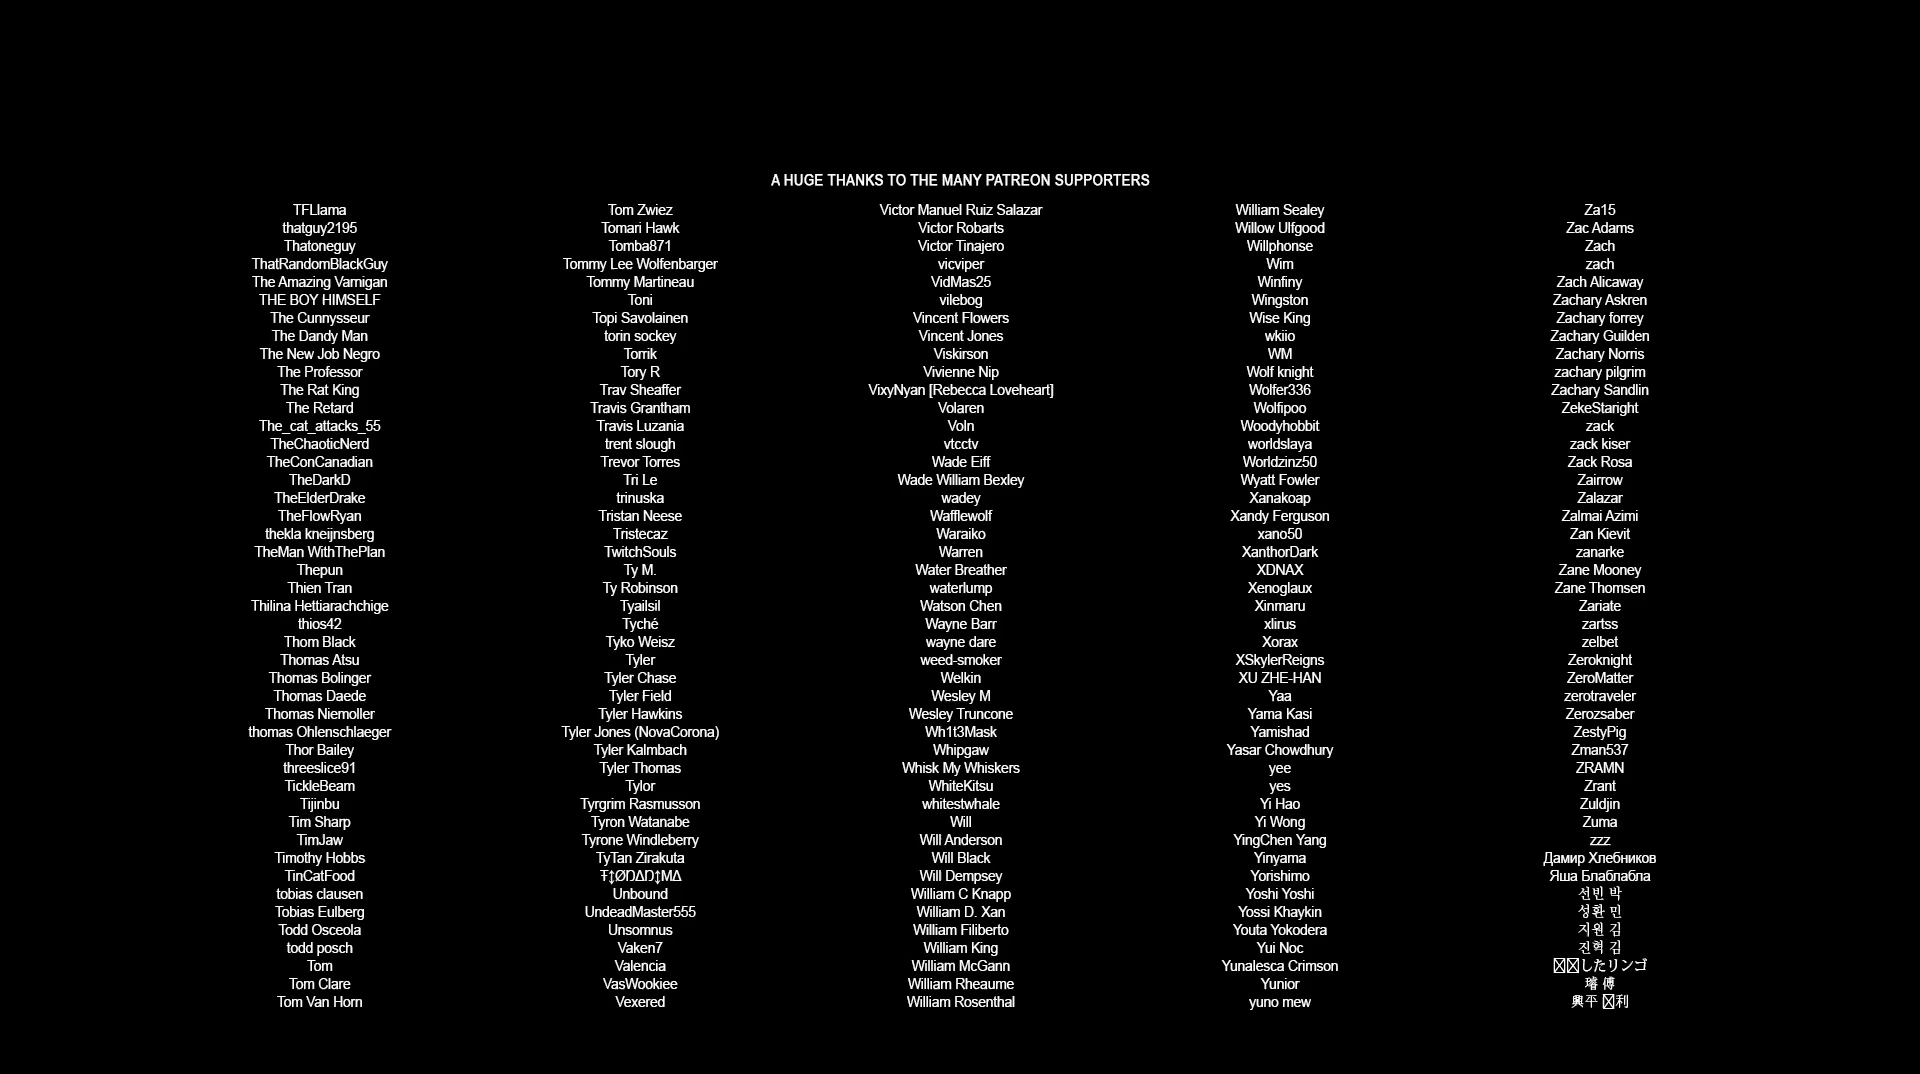 A HUGE THANKS TO THE MANY PATREON SUPPORTERS
TFLlama
thatguy2195
Thatoneguy
ThatRandomBlackGuy
The Amazing Varnigan
THE BOY HIMSELF
The Cunnysseur
The Dandy Man
The New Job Negro
The Professor
The Rat King
The Retard
The_cat_attacks_55
TheChaoticNerd
TheConCanadian
TheDarkD
TheElderDrake
TheFlowRyan
thekla kneijnsberg
TheMan WithThePlan
Thepun
Thien Tran
Thilina Hettiarachchige
thios42
Thom Black
Thomas Atsu
Thomas Bolinger
Thomas Daede
Thomas Niemoller
thomas Ohlenschlaeger
Thor Bailey
threeslice91
TickleBeam
Tijinbu
Tim Sharp
TimJaw
Timothy Hobbs
TinCatFood
tobias clausen
Tobias Eulberg
Todd Osceola
todd posch
Tom
Tom Clare
Tom Van Horn
Tom Zwiez
Tomari Hawk
Tomba871
Tommy Lee Wolfenbarger
Tommy Martineau
Toni
Topi Savolainen
torin sockey
Torrik
Tory R
Trav Sheaffer
Travis Grantham
Travis Luzania
trent slough
Trevor Torres
Tri Le
trinuska
Tristan Neese
Tristecaz
TwitchSouls
Ty M.
Ty Robinson
Tyailsil
Tyché
Tyko Weisz
Tyler
Tyler Chase
Tyler Field
Tyler Hawkins
Tyler Jones (NovaCorona)
Tyler Kalmbach
Tyler Thomas
Tylor
Tyrgrim Rasmusson
Tyron Watanabe
Tyrone Windleberry
TyTan Zirakuta
Unbound
UndeadMaster555
Unsomnus
Vaken7
Valencia
VasWookiee
Vexered
Victor Manuel Ruiz Salazar
Victor Robarts
Victor Tinajero
vicviper
VidMas25
vilebog
Vincent Flowers
Vincent Jones
Viskirson
Vivienne Nip
VixyNyan [Rebecca Loveheart]
Volaren
Voln
vtcctv
Wade Eiff
Wade William Bexley
wadey
Wafflewolf
Waraiko
Warren
Water Breather
waterlump
Watson Chen
Wayne Barr
wayne dare
weed-smoker
Welkin
Wesley M
Wesley Truncone
Wh1t3Mask
Whipgaw
Whisk My Whiskers
WhiteKitsu
whitestwhale
Will
Will Anderson
Will Black
Will Dempsey
William C Knapp
William D. Xan
William Filiberto
William King
William McGann
William Rheaume
William Rosenthal
William Sealey
Willow Ulfgood
Willphonse
Wim
Winfiny
Wingston
Wise King
wkiio
WM
Wolf knight
Wolfer336
Wolfipoo
Woodyhobbit
worldslaya
Worldzinz50
Wyatt Fowler
Xanakoap
Xandy Ferguson
xano50
XanthorDark
XDNAX
Xenoglaux
Xinmaru
xlirus
Xorax
XSkylerReigns
XU ZHE-HAN
Yaa
Yama Kasi
Yamishad
Yasar Chowdhury
yee
yes
Yi Hao
Yi Wong
YingChen Yang
Yinyama
Yorishimo
Yoshi Yoshi
Yossi Khaykin
Youta Yokodera
Yui Noc
Yunalesca Crimson
Yunior
yuno mew
Za15
Zac Adams
Zach
zach
Zach Alicaway
Zachary Askren
Zachary forrey
Zachary Guilden
Zachary Norris
zachary pilgrim
Zachary Sandlin
ZekeStaright
zack
zack kiser
Zack Rosa
Zairrow
Zalazar
Zalmai Azimi
Zan Kievit
zanarke
Zane Mooney
Zane Thomsen
Zariate
zartss
zelbet
Zeroknight
ZeroMatter
zerotraveler
Zerozsaber
ZestyPig
Zman537
ZRAMN
Zrant
Zuldjin
Zuma
zzz
Дамир Хлебников
Яша Блаблабла
선빈 박
성환 민
지원 김
진혁 김
したリンゴ
璿 傅
興平 利